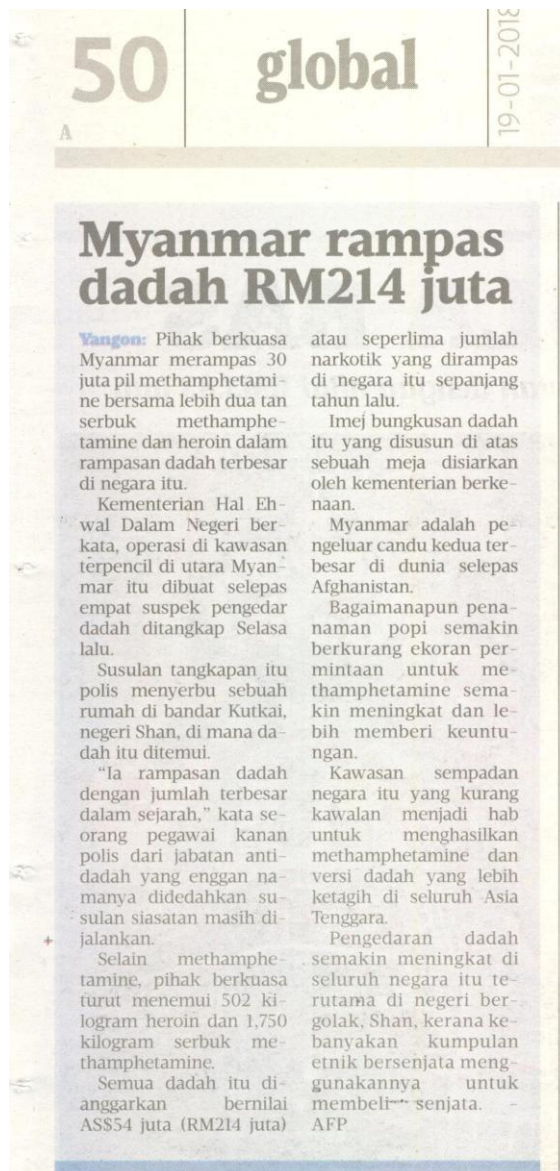 50
global
19-01-2018
A
Myanmar rampas
dadah RM214 juta
Yangon: Pihak berkuasa
Myanmar merampas 30
juta pil methamphetami-
ne bersama lebih dua tan
serbuk methamphe-
tamine dan heroin dalam
rampasan dadah terbesar
di negara itu.
Kementerian Hal Eh-
wal Dalam Negeri ber-
kata, operasi di kawasan
terpencil di utara Myan-
mar itu dibuat selepas
empat suspek pengedar
dadah ditangkap Selasa
lalu.
Susulan tangkapan itu
polis menyerbu sebuah
rumah di bandar Kutkai,
negeri Shan, di mana da-
dah itu ditemui.
"Ia rampasan dadah
dengan jumlah terbesar
dalam sejarah," kata se-
orang pegawai kanan
polis dari jabatan anti-
dadah yang enggan na-
manya didedahkan su-
sulan siasatan masih di-
jalankan.
Selain methamphe-
tamine, pihak berkuasa
turut menemui 502 ki-
logram heroin dan 1,750
kilogram serbuk me-
thamphetamine.
Semua dadah itu di-
anggarkan bernilai
AS$54 juta (RM214 juta)
atau seperlima jumlah
narkotik yang dirampas
di negara itu sepanjang
tahun lalu.
Imej bungkusan dadah
itu yang disusun di atas
sebuah meja disiarkan
oleh kementerian berke-
naan.
Myanmar adalah pe-
ngeluar candu kedua ter-
besar di dunia selepas
Afghanistan.
Bagaimanapun pena-
naman popi semakin
berkurang ekoran per-
mintaan untuk me-
thamphetamine sema-
kin meningkat dan le-
bih memberi keuntu-
ngan.
Kawasan sempadan
negara itu yang kurang
kawalan menjadi hab
untuk menghasilkan
methamphetamine dan
versi dadah yang lebih
ketagih di seluruh Asia
Tenggara.
Pengedaran dadah
semakin meningkat di
seluruh negara itu te-
rutama di negeri ber-
golak, Shan, kerana ke-
banyakan kumpulan
etnik bersenjata meng-
gunakannya untuk
membeli senjata. -
AFP